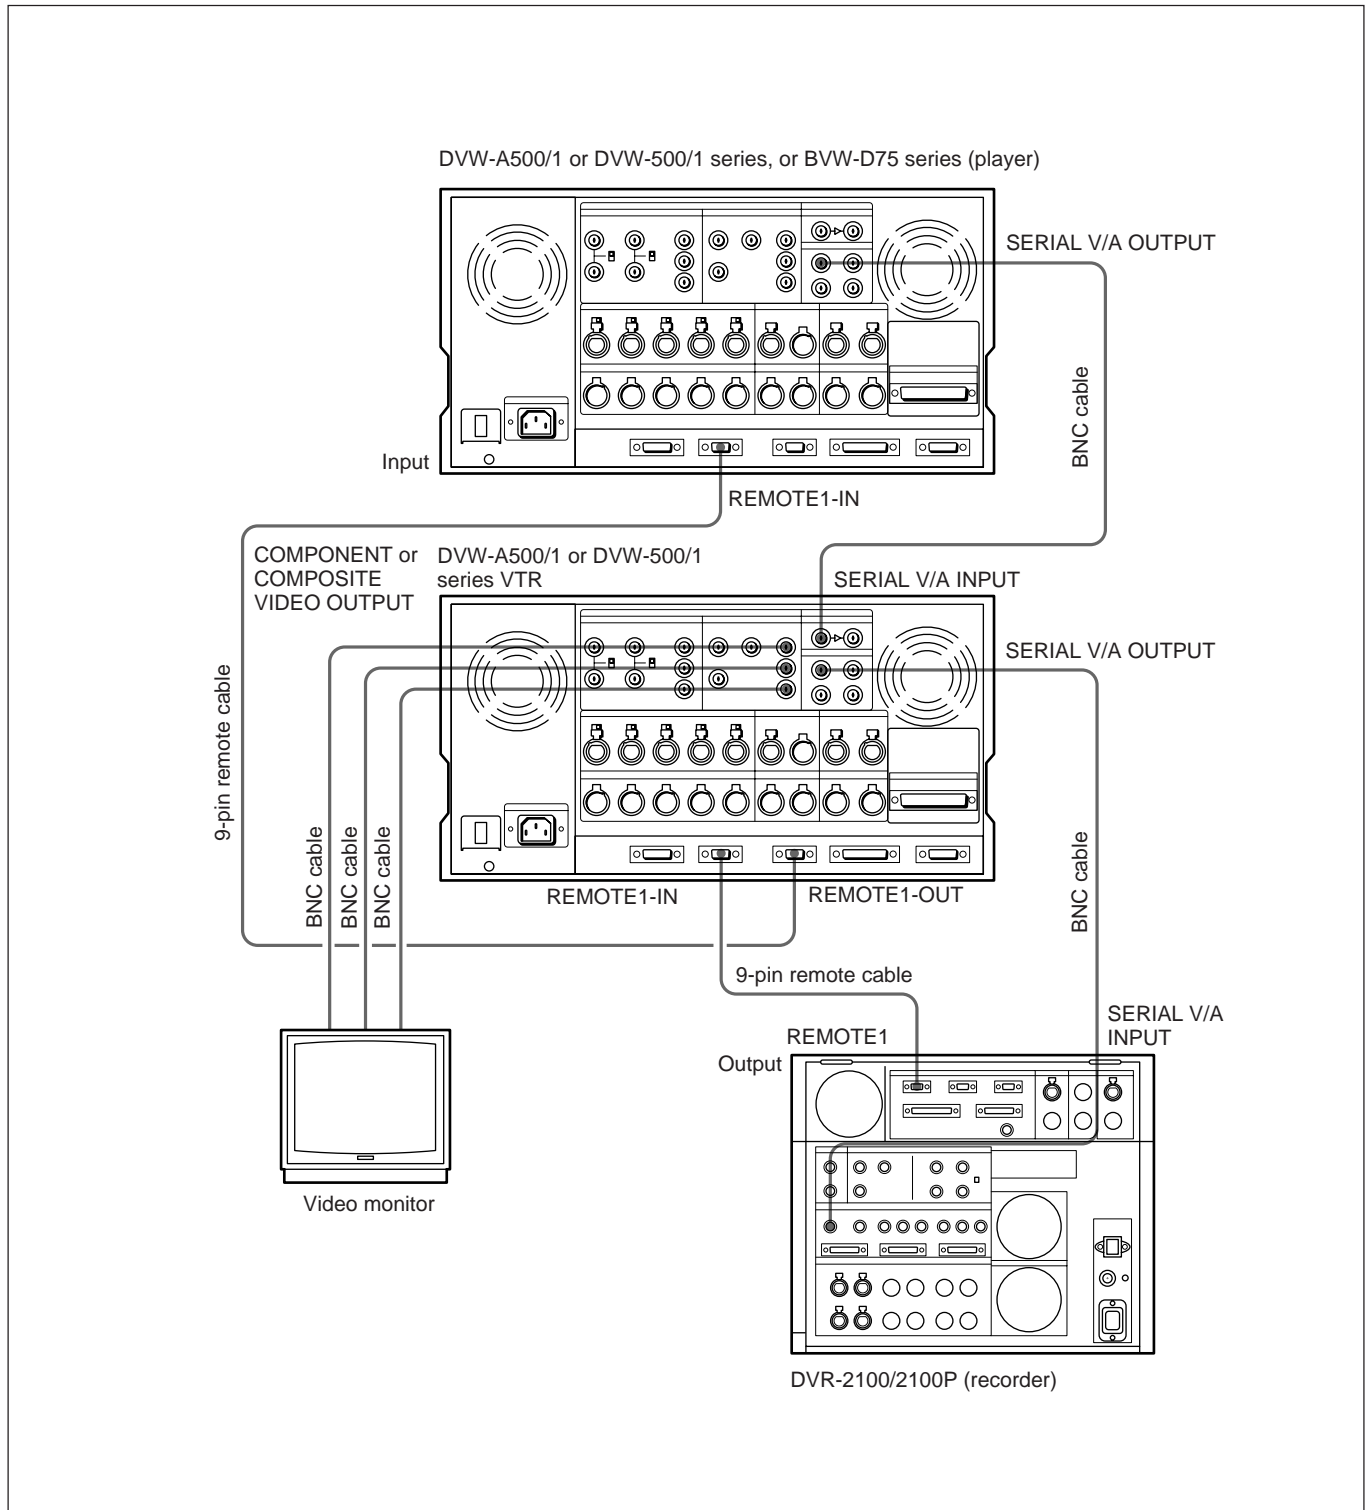 DVW-A500/1 or DVW-500/1 series, or BVW-D75 series (player)
SERIAL V/A OUTPUT
BNC cable
Input
REMOTE1-IN
COMPONENT or
COMPOSITE
VIDEO OUTPUT
DVW-A500/1 or DVW-500/1
series VTR
SERIAL V/A INPUT
SERIAL V/A OUTPUT
9-pin remote cable
BNC cable
BNC cable
BNC cable
REMOTE1-IN
REMOTE1-OUT
BNC cable
9-pin remote cable
SERIAL V/A
INPUT
REMOTE1
Output
Video monitor
DVR-2100/2100P (recorder)